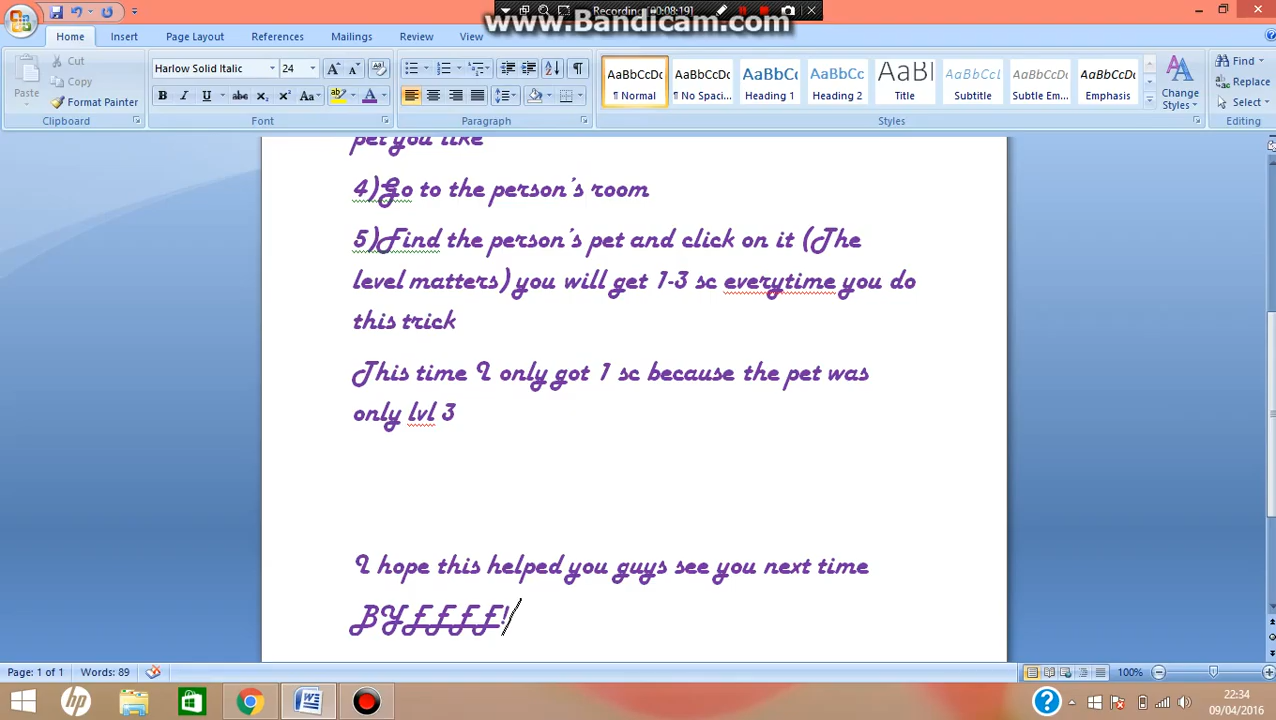 Recording [00:08:19]
www.Bandicam.com
Home Insert Page Layout References Mailings Review View
Paste
Cut
Copy
Format Painter
Clipboard
Harlow Solid Italic 24
Font
Paragraph
AaBbCcDc AaBbCcDc AaBbCc AaBbCc AaBl AaBbCcL AaBbCcDc AaBbCcDc
¶ Normal ¶ No Spaci... Heading 1 Heading 2 Title Subtitle Subtle Em... Emphasis
Change Styles
Styles
Find
Replace
Select
Editing
pet you like
4)Go to the person's room
5)Find the person's pet and click on it (The
level matters) you will get 1-3 sc everytime you do
this trick
This time I only got 1 sc because the pet was
only lvl 3
I hope this helped you guys see you next time
BYEEEE!
Page: 1 of 1 Words: 89 100%
22:34
09/04/2016